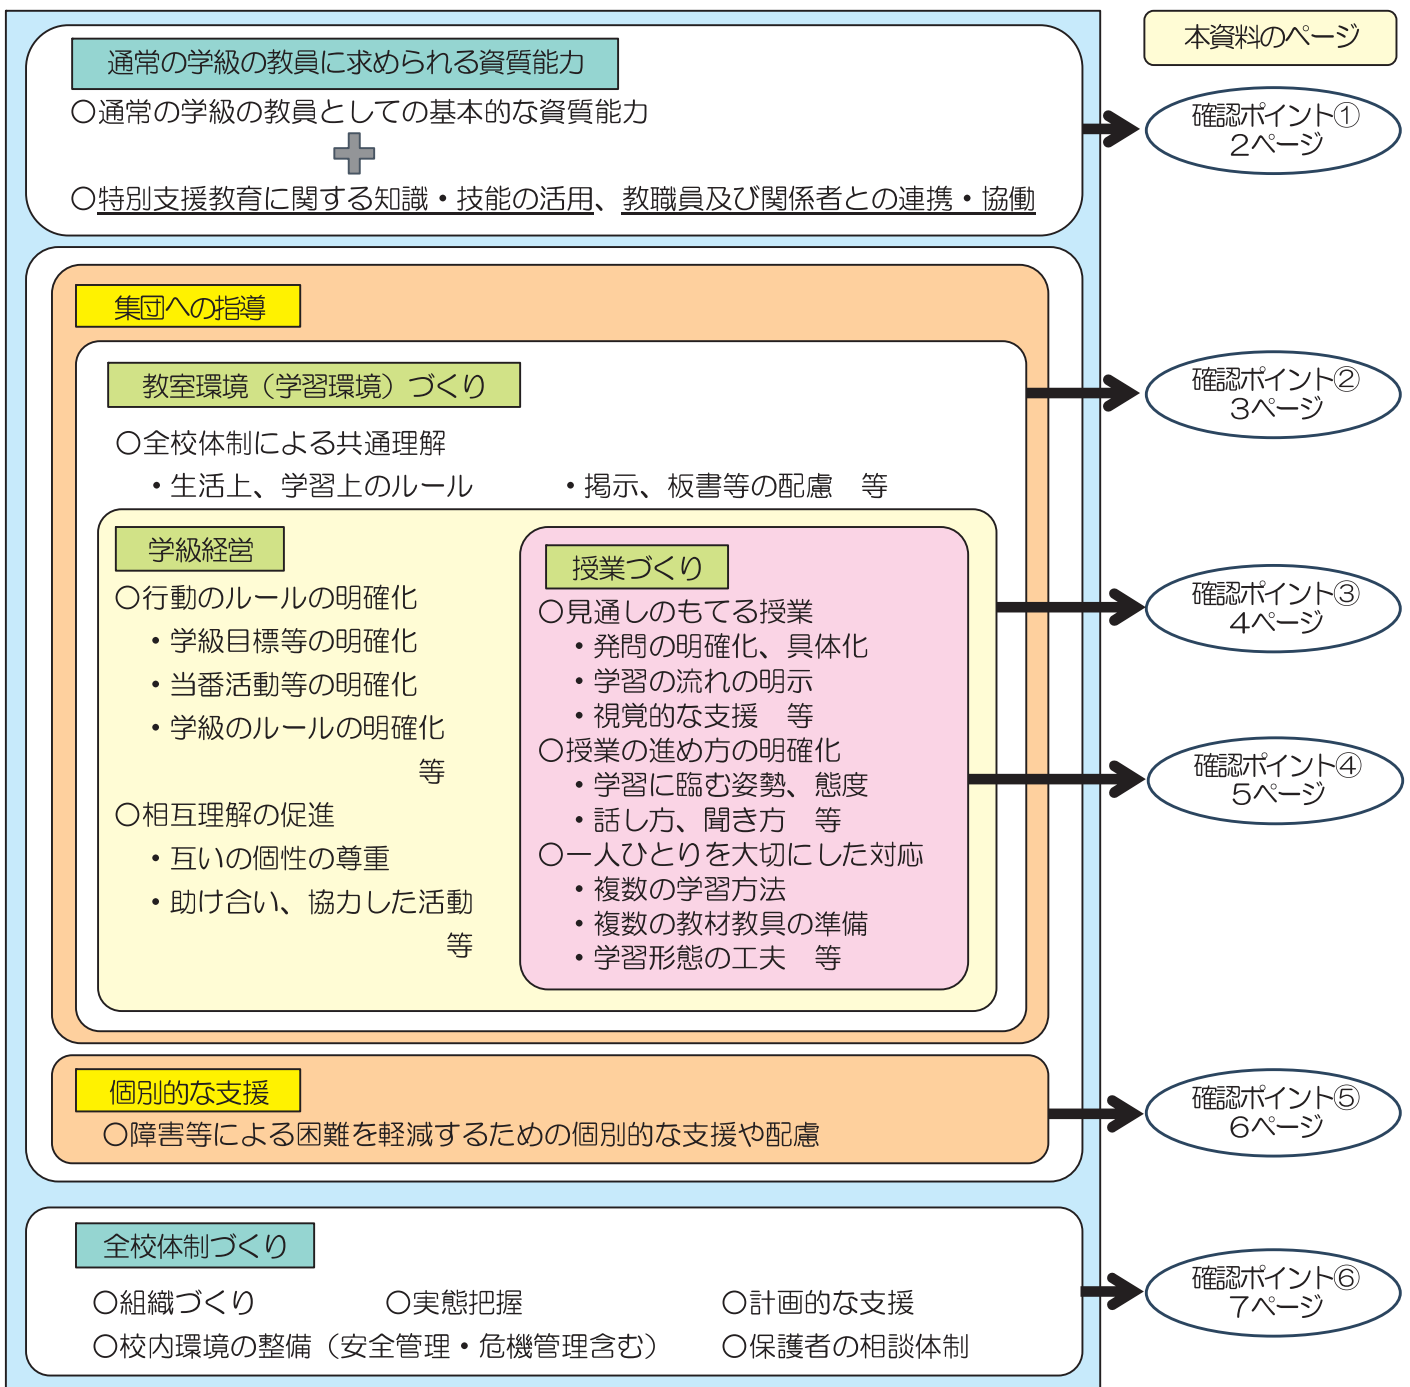 本資料のページ
通常の学級の教員に求められる資質能力
〇通常の学級の教員としての基本的な資質能力
〇特別支援教育に関する知識・技能の活用、教職員及び関係者との連携・協働
確認ポイント①
2ページ
集団への指導
教室環境（学習環境）づくり
〇全校体制による共通理解
・生活上、学習上のルール　　・掲示、板書等の配慮　等
確認ポイント②
3ページ
学級経営
〇行動のルールの明確化
・学級目標等の明確化
・当番活動等の明確化
・学級のルールの明確化
等
〇相互理解の促進
・互いの個性の尊重
・助け合い、協力した活動
等
確認ポイント③
4ページ
授業づくり
〇見通しのもてる授業
・発問の明確化、具体化
・学習の流れの明示
・視覚的な支援　等
〇授業の進め方の明確化
・学習に臨む姿勢、態度
・話し方、聞き方　等
〇一人ひとりを大切にした対応
・複数の学習方法
・複数の教材教具の準備
・学習形態の工夫　等
確認ポイント④
5ページ
個別的な支援
〇障害等による困難を軽減するための個別的な支援や配慮
確認ポイント⑤
6ページ
全校体制づくり
〇組織づくり　　〇実態把握　　〇計画的な支援
〇校内環境の整備（安全管理・危機管理含む）　　〇保護者の相談体制
確認ポイント⑥
7ページ